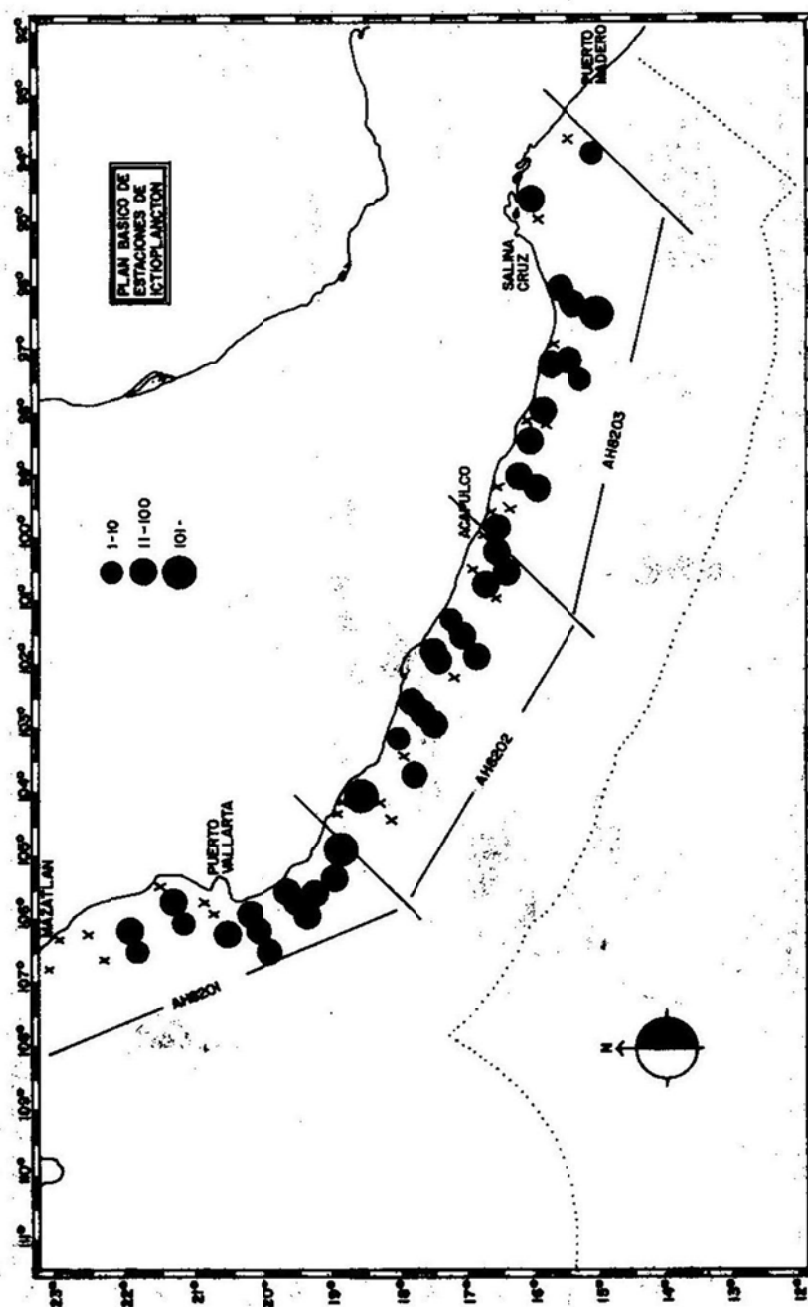 PLAN BASICO DE
ESTACIONES DE
ICTIOPLANCTON
1-10
11-100
101-
MAZATLAN
PUERTO
VALLARTA
ACAPULCO
SALINA
CRUZ
PUERTO
MADERO
AH8201
AH8202
AH8203
N
23°
22°
21°
20°
19°
18°
17°
16°
15°
14°
13°
12°
111°
110°
109°
108°
107°
106°
105°
104°
103°
102°
101°
100°
99°
98°
97°
96°
95°
94°
93°
92°